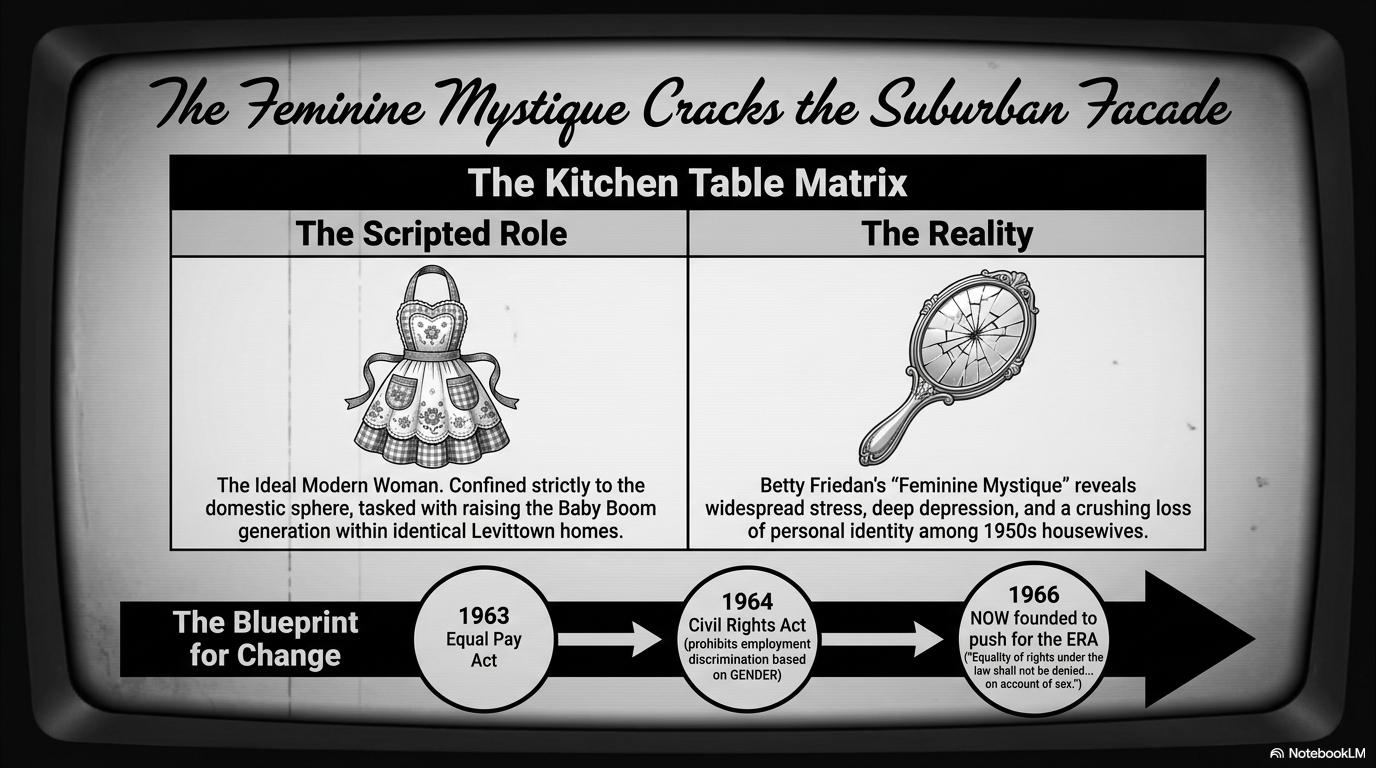 The Feminine Mystique Cracks the Suburban Facade
The Kitchen Table Matrix
The Scripted Role
The Reality
The Ideal Modern Woman. Confined strictly to the
domestic sphere, tasked with raising the Baby Boom
generation within identical Levittown homes.
Betty Friedan's “Feminine Mystique” reveals
widespread stress, deep depression, and a crushing loss
of personal identity among 1950s housewives.
The Blueprint
for Change
1963
Equal Pay
Act
1964
Civil Rights Act
(prohibits employment
discrimination based
on GENDER)
1966
NOW founded to
push for the ERA
("Equality of rights under the
law shall not be denied...
on account of sex.")
NotebookLM